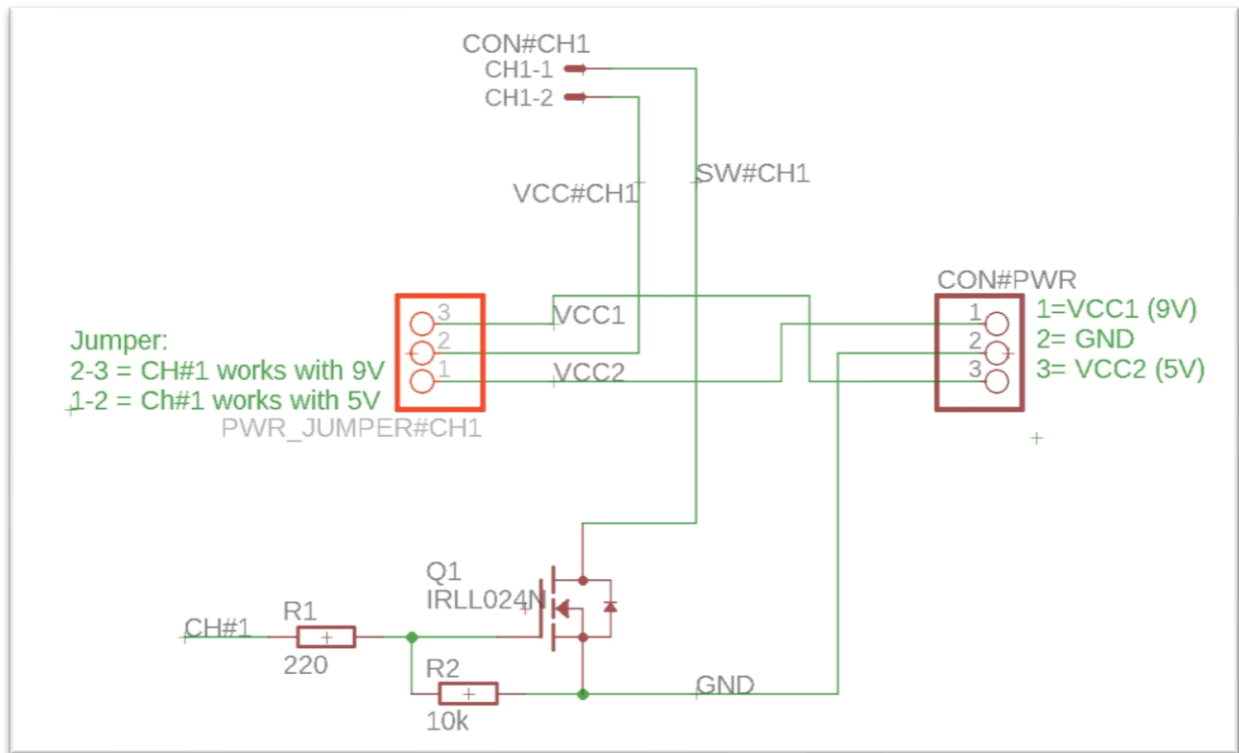 CON#CH1
CH1-1
CH1-2
SW#CH1
VCC#CH1
CON#PWR
3
VCC1
1
1=VCC1 (9V)
2
2
2= GND
1
VCC2
3
3= VCC2 (5V)
Jumper:
2-3 = CH#1 works with 9V
1-2 = Ch#1 works with 5V
PWR_JUMPER#CH1
Q1
IRLL024N
CH#1
R1
220
R2
10k
GND